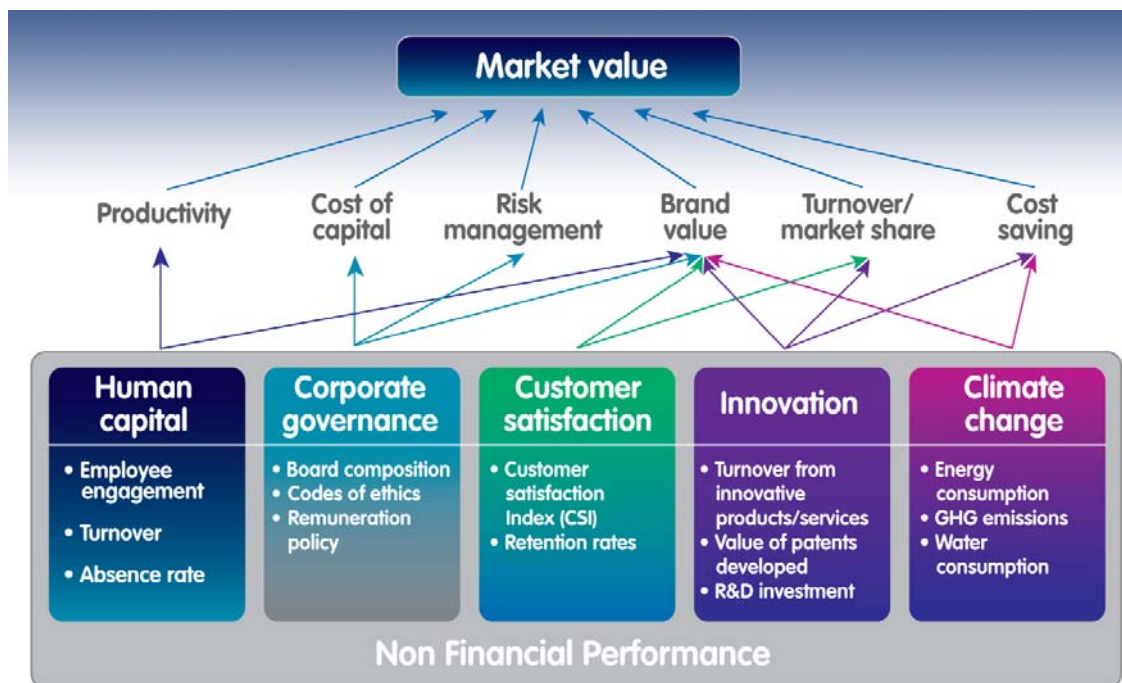 Market value
Productivity
Cost of
capital
Risk
management
Brand
value
Turnover/
market share
Cost
saving
Human
capital
• Employee
engagement
• Turnover
• Absence rate
Corporate
governance
• Board composition
• Codes of ethics
• Remuneration
policy
Customer
satisfaction
• Customer
satisfaction
Index (CSI)
• Retention rates
Innovation
• Turnover from
innovative
products/services
• Value of patents
developed
• R&D investment
Climate
change
• Energy
consumption
• GHG emissions
• Water
consumption
Non Financial Performance